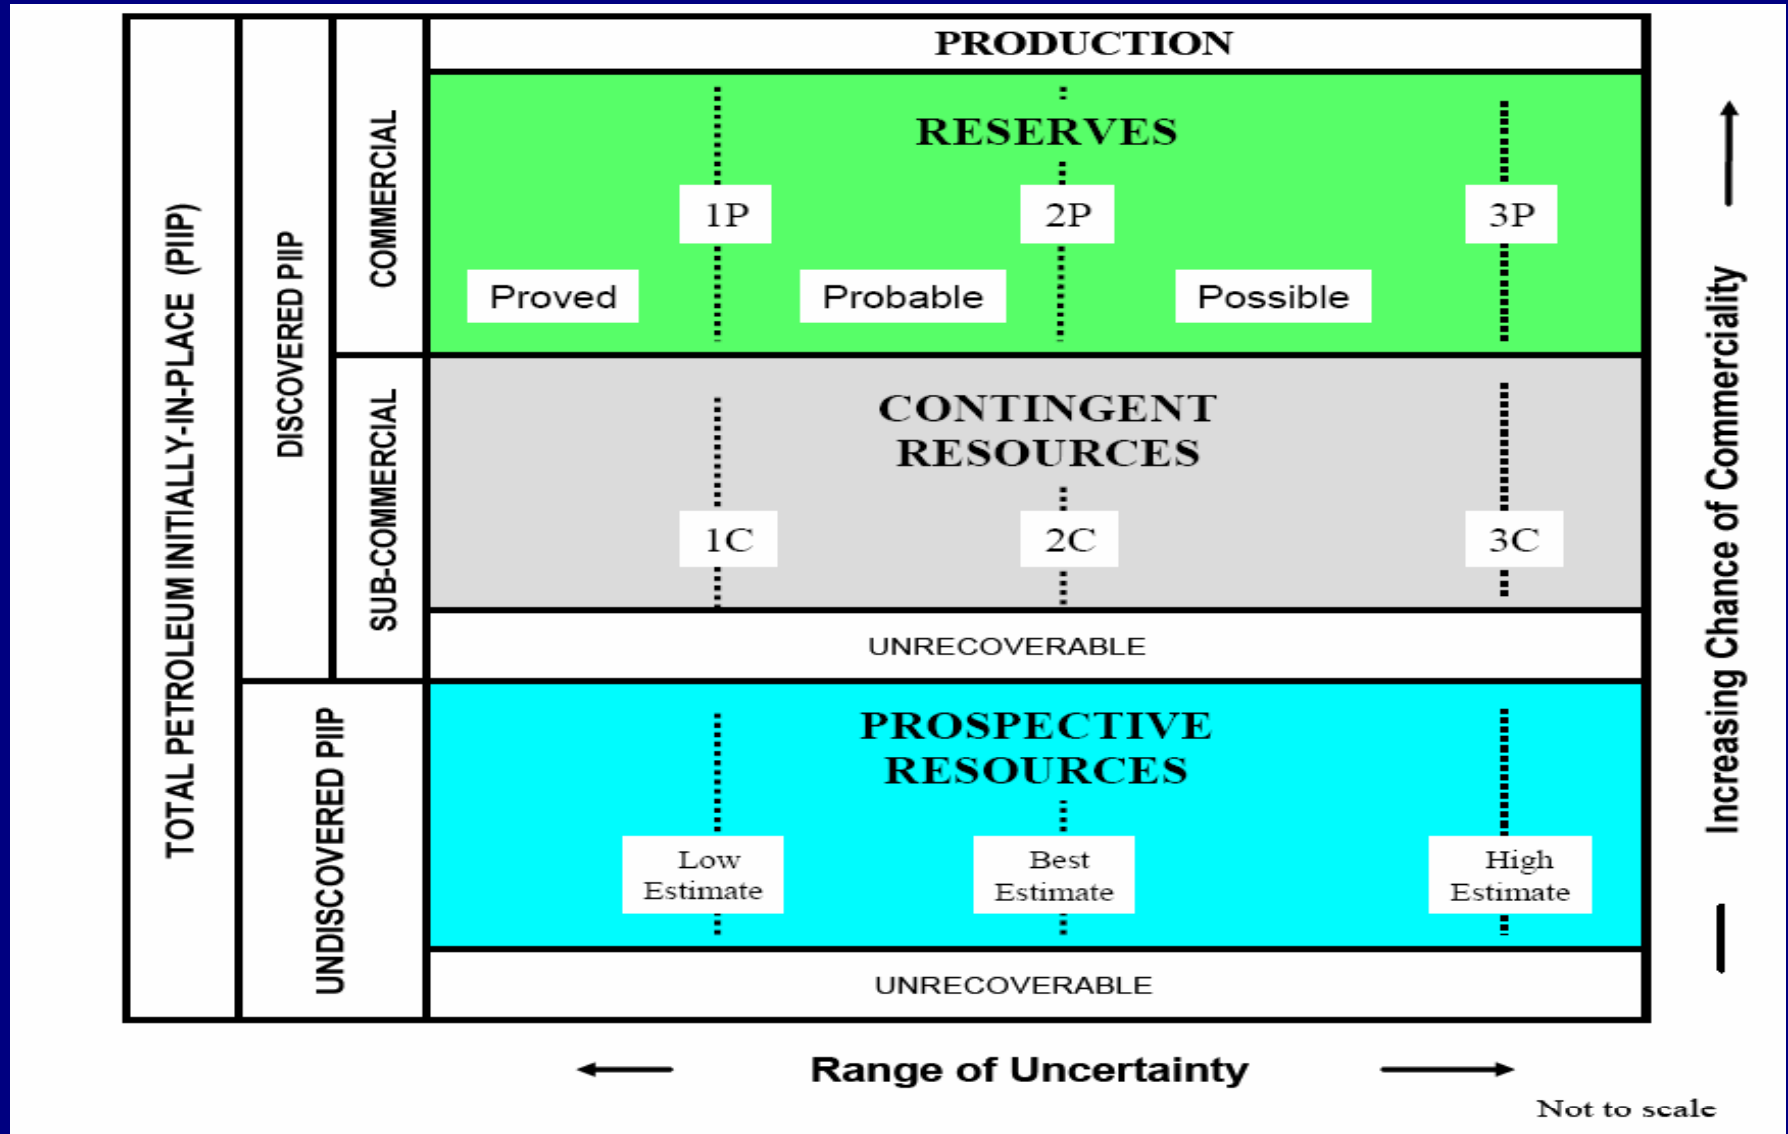 PRODUCTION
RESERVES
1P
2P
3P
Proved
Probable
Possible
CONTINGENT
RESOURCES
1C
2C
3C
UNRECOVERABLE
PROSPECTIVE
RESOURCES
Low
Estimate
Best
Estimate
High
Estimate
UNRECOVERABLE
TOTAL PETROLEUM INITIALLY-IN-PLACE (PIIP)
DISCOVERED PIIP
UNDISCOVERED PIIP
COMMERCIAL
SUB-COMMERCIAL
Increasing Chance of Commerciality
Range of Uncertainty
Not to scale